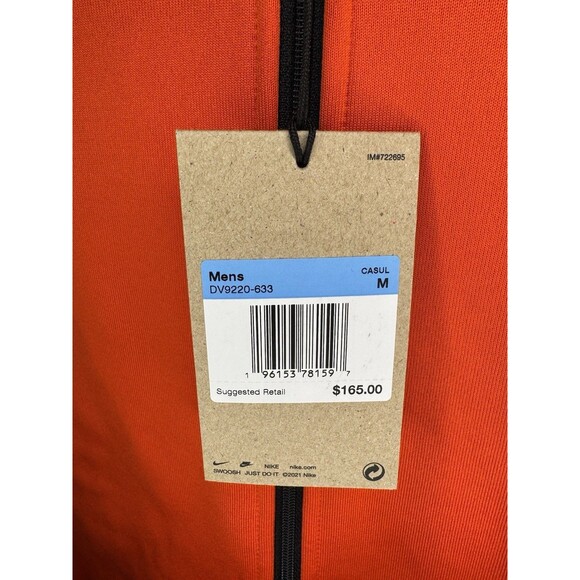 IM#722695
Mens CASUL
DV9220-633 M
1 96153 78159 7
Suggested Retail $165.00
NIKE nike.com
SWOOSH JUST DO IT ©2021 Nike